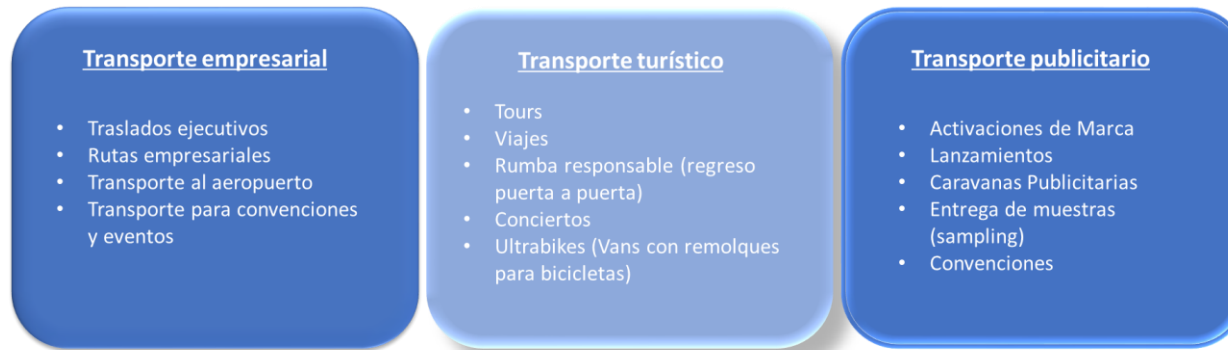 Transporte empresarial
• Traslados ejecutivos
• Rutas empresariales
• Transporte al aeropuerto
• Transporte para convenciones
y eventos
Transporte turístico
• Tours
• Viajes
• Rumba responsable (regreso
puerta a puerta)
• Conciertos
• Ultrabikes (Vans con remolques
para bicicletas)
Transporte publicitario
• Activaciones de Marca
• Lanzamientos
• Caravanas Publicitarias
• Entrega de muestras
(sampling)
• Convenciones